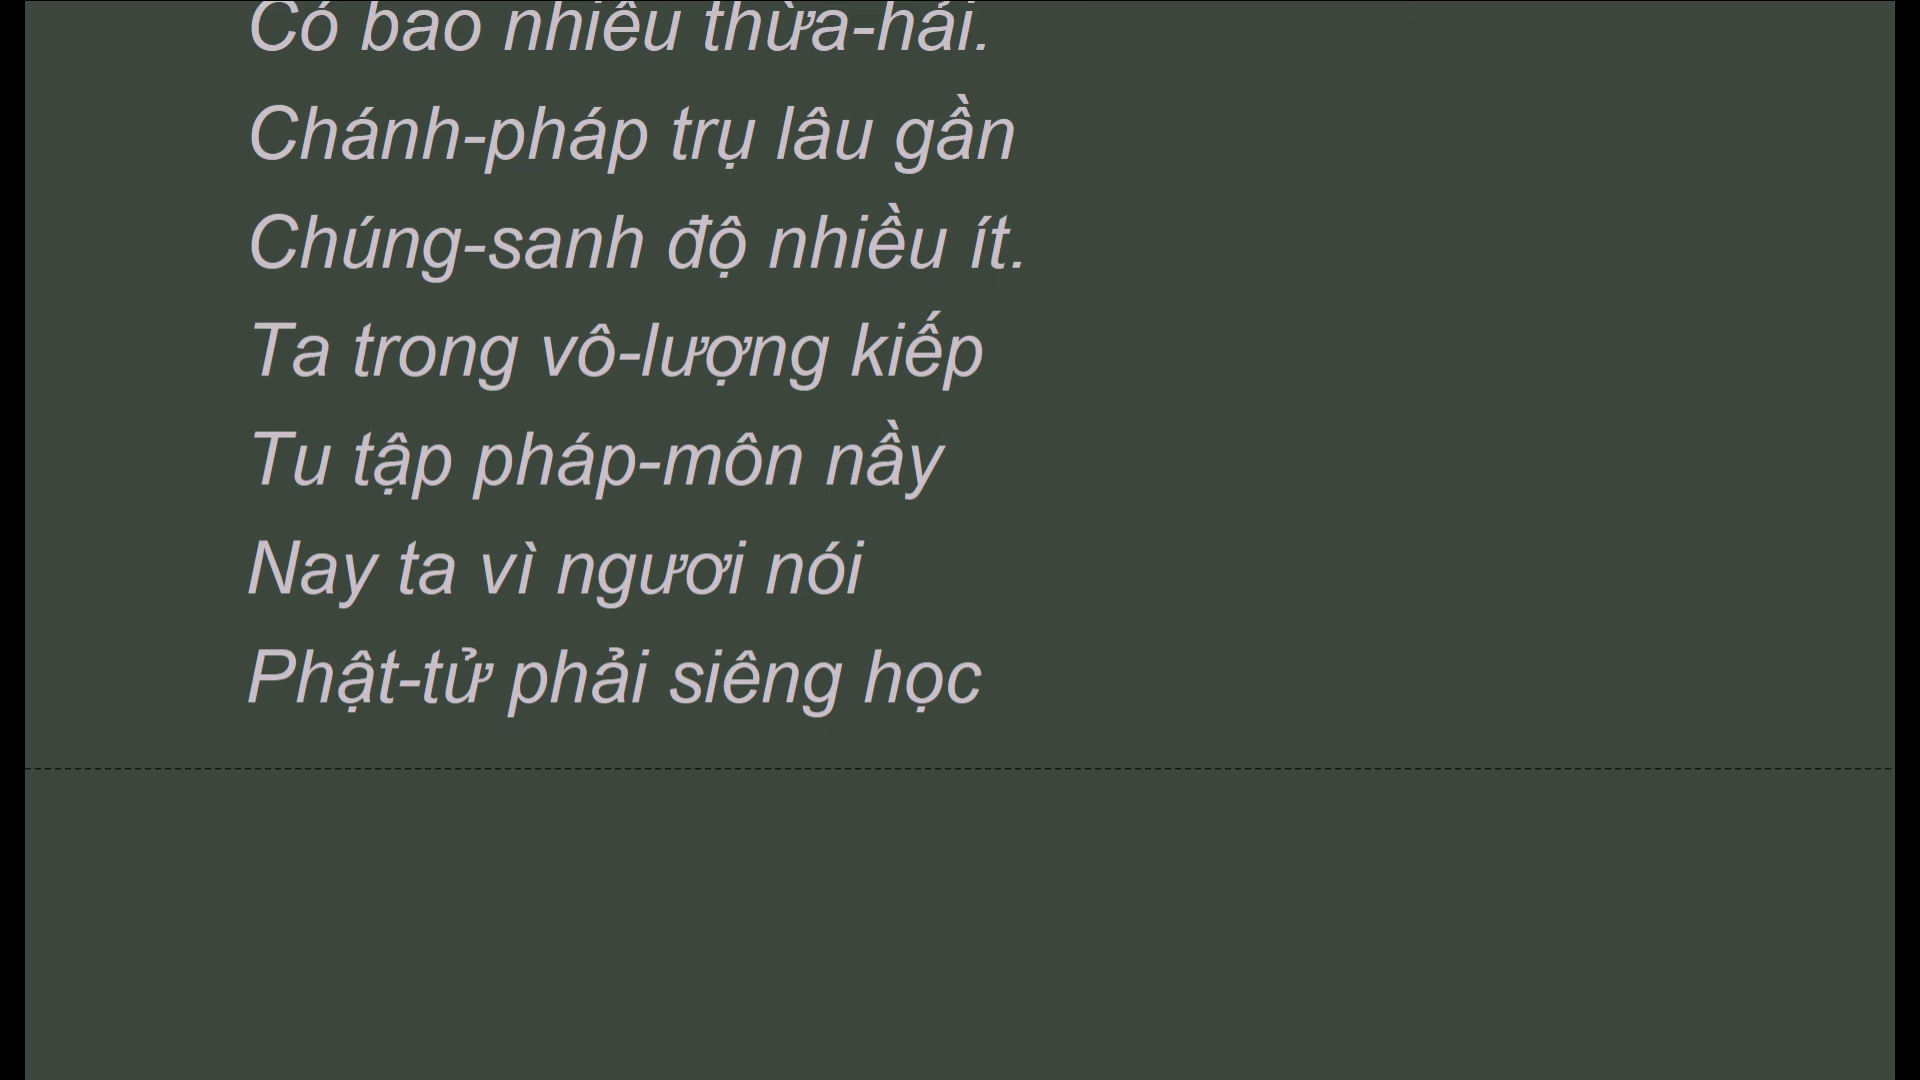 Có bao nhiêu thừa-hải.
Chánh-pháp trụ lâu gần
Chúng-sanh độ nhiều ít.
Ta trong vô-lượng kiếp
Tu tập pháp-môn nầy
Nay ta vì ngươi nói
Phật-tử phải siêng học